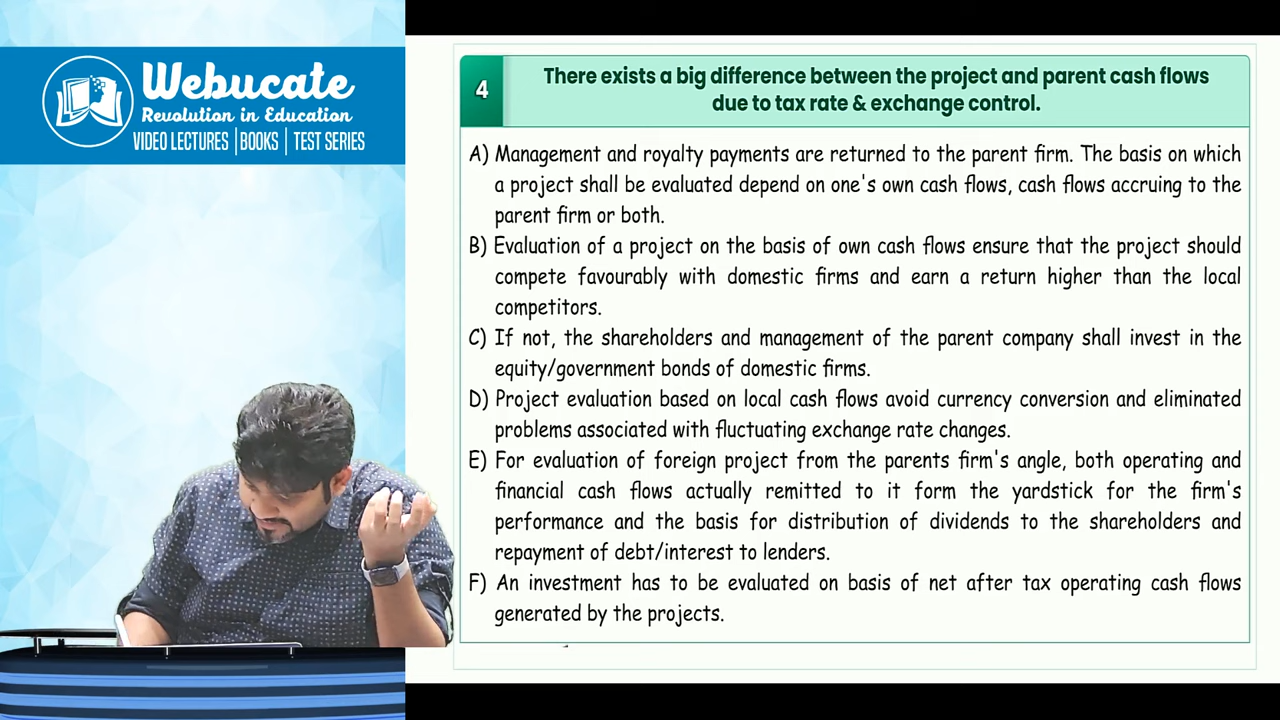 Webucate
Revolution in Education
VIDEO LECTURES | BOOKS | TEST SERIES
4
There exists a big difference between the project and parent cash flows
due to tax rate & exchange control.
A) Management and royalty payments are returned to the parent firm. The basis on which
a project shall be evaluated depend on one's own cash flows, cash flows accruing to the
parent firm or both.
B) Evaluation of a project on the basis of own cash flows ensure that the project should
compete favourably with domestic firms and earn a return higher than the local
competitors.
C) If not, the shareholders and management of the parent company shall invest in the
equity/government bonds of domestic firms.
D) Project evaluation based on local cash flows avoid currency conversion and eliminated
problems associated with fluctuating exchange rate changes.
E) For evaluation of foreign project from the parents firm's angle, both operating and
financial cash flows actually remitted to it form the yardstick for the firm's
performance and the basis for distribution of dividends to the shareholders and
repayment of debt/interest to lenders.
F) An investment has to be evaluated on basis of net after tax operating cash flows
generated by the projects.